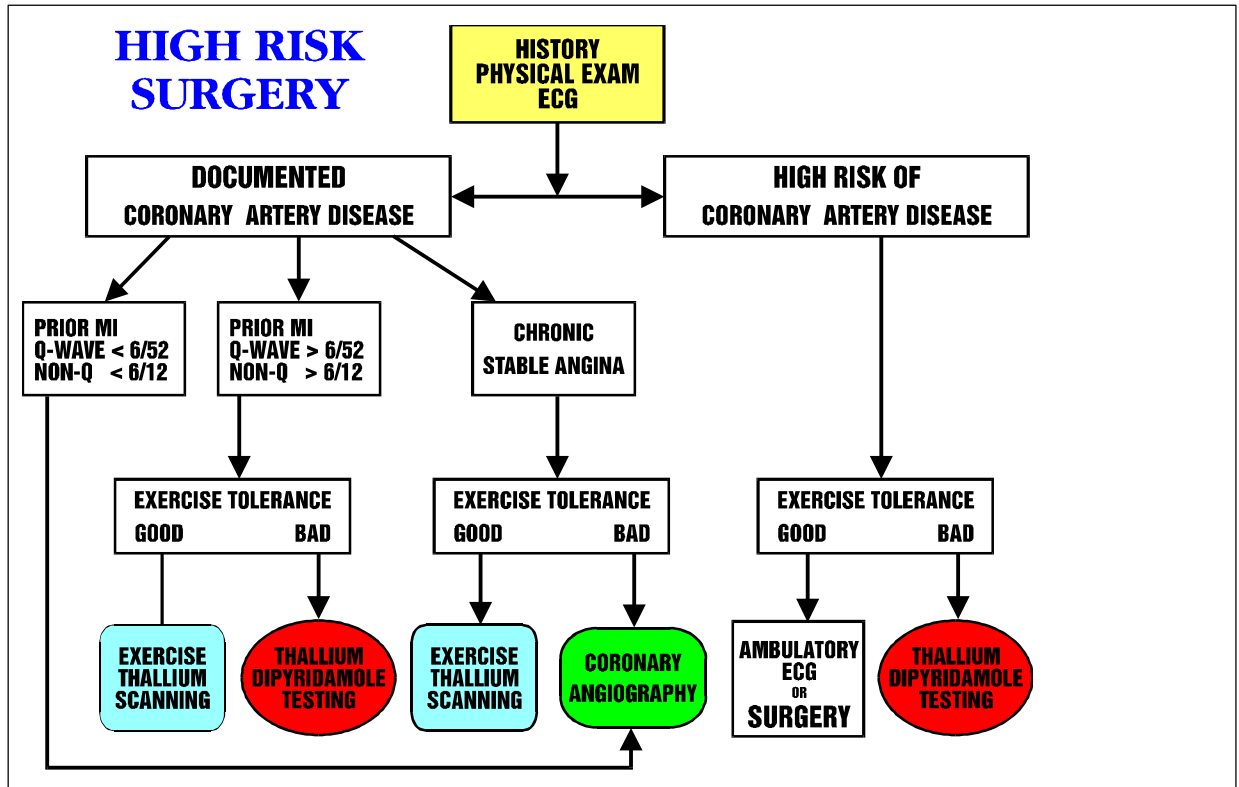 HIGH RISK
SURGERY
HISTORY
PHYSICAL EXAM
ECG
DOCUMENTED
CORONARY ARTERY DISEASE
HIGH RISK OF
CORONARY ARTERY DISEASE
PRIOR MI
Q-WAVE < 6/52
NON-Q < 6/12
PRIOR MI
Q-WAVE > 6/52
NON-Q > 6/12
CHRONIC
STABLE ANGINA
EXERCISE TOLERANCE
GOOD BAD
EXERCISE TOLERANCE
GOOD BAD
EXERCISE TOLERANCE
GOOD BAD
EXERCISE
THALLIUM
SCANNING
THALLIUM
DIPYRIDAMOLE
TESTING
EXERCISE
THALLIUM
SCANNING
CORONARY
ANGIOGRAPHY
AMBULATORY
ECG
OR
SURGERY
THALLIUM
DIPYRIDAMOLE
TESTING